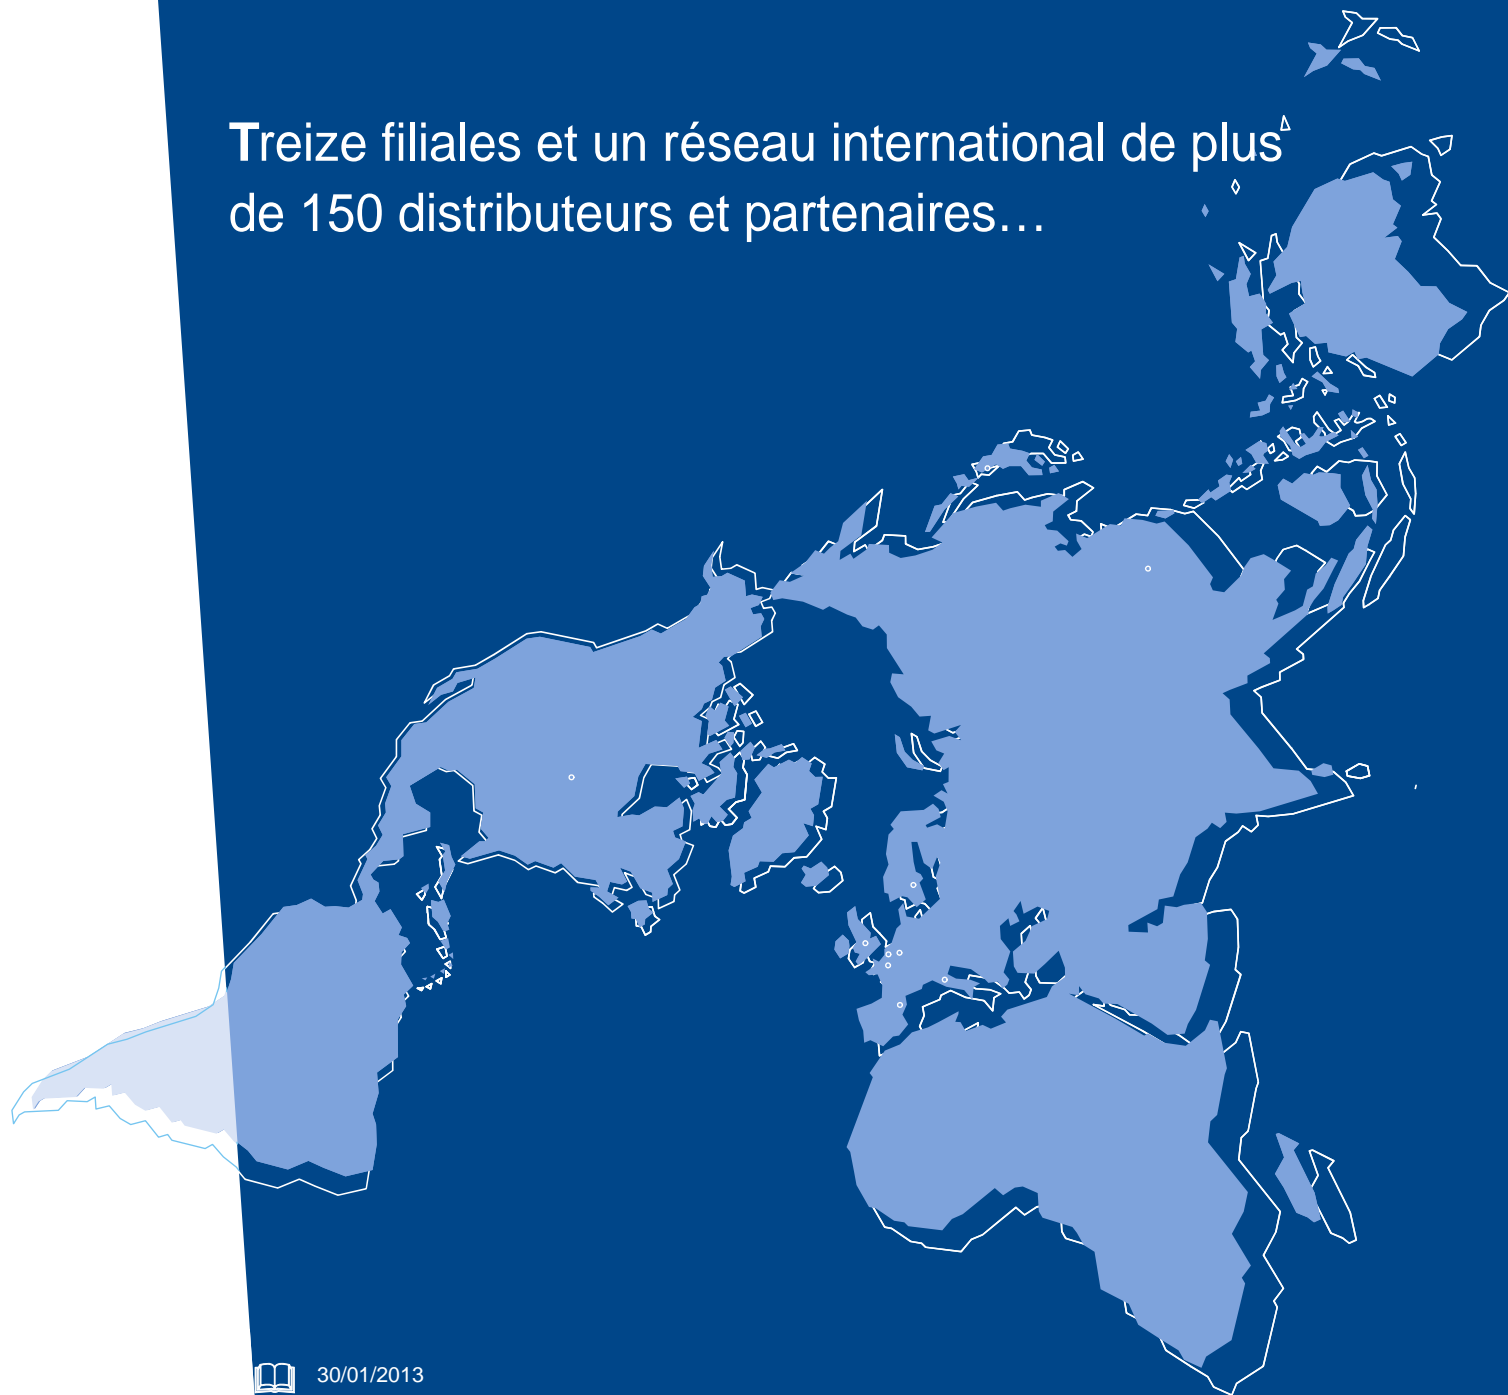 Treize filiales et un réseau international de plus
de 150 distributeurs et partenaires…
30/01/2013